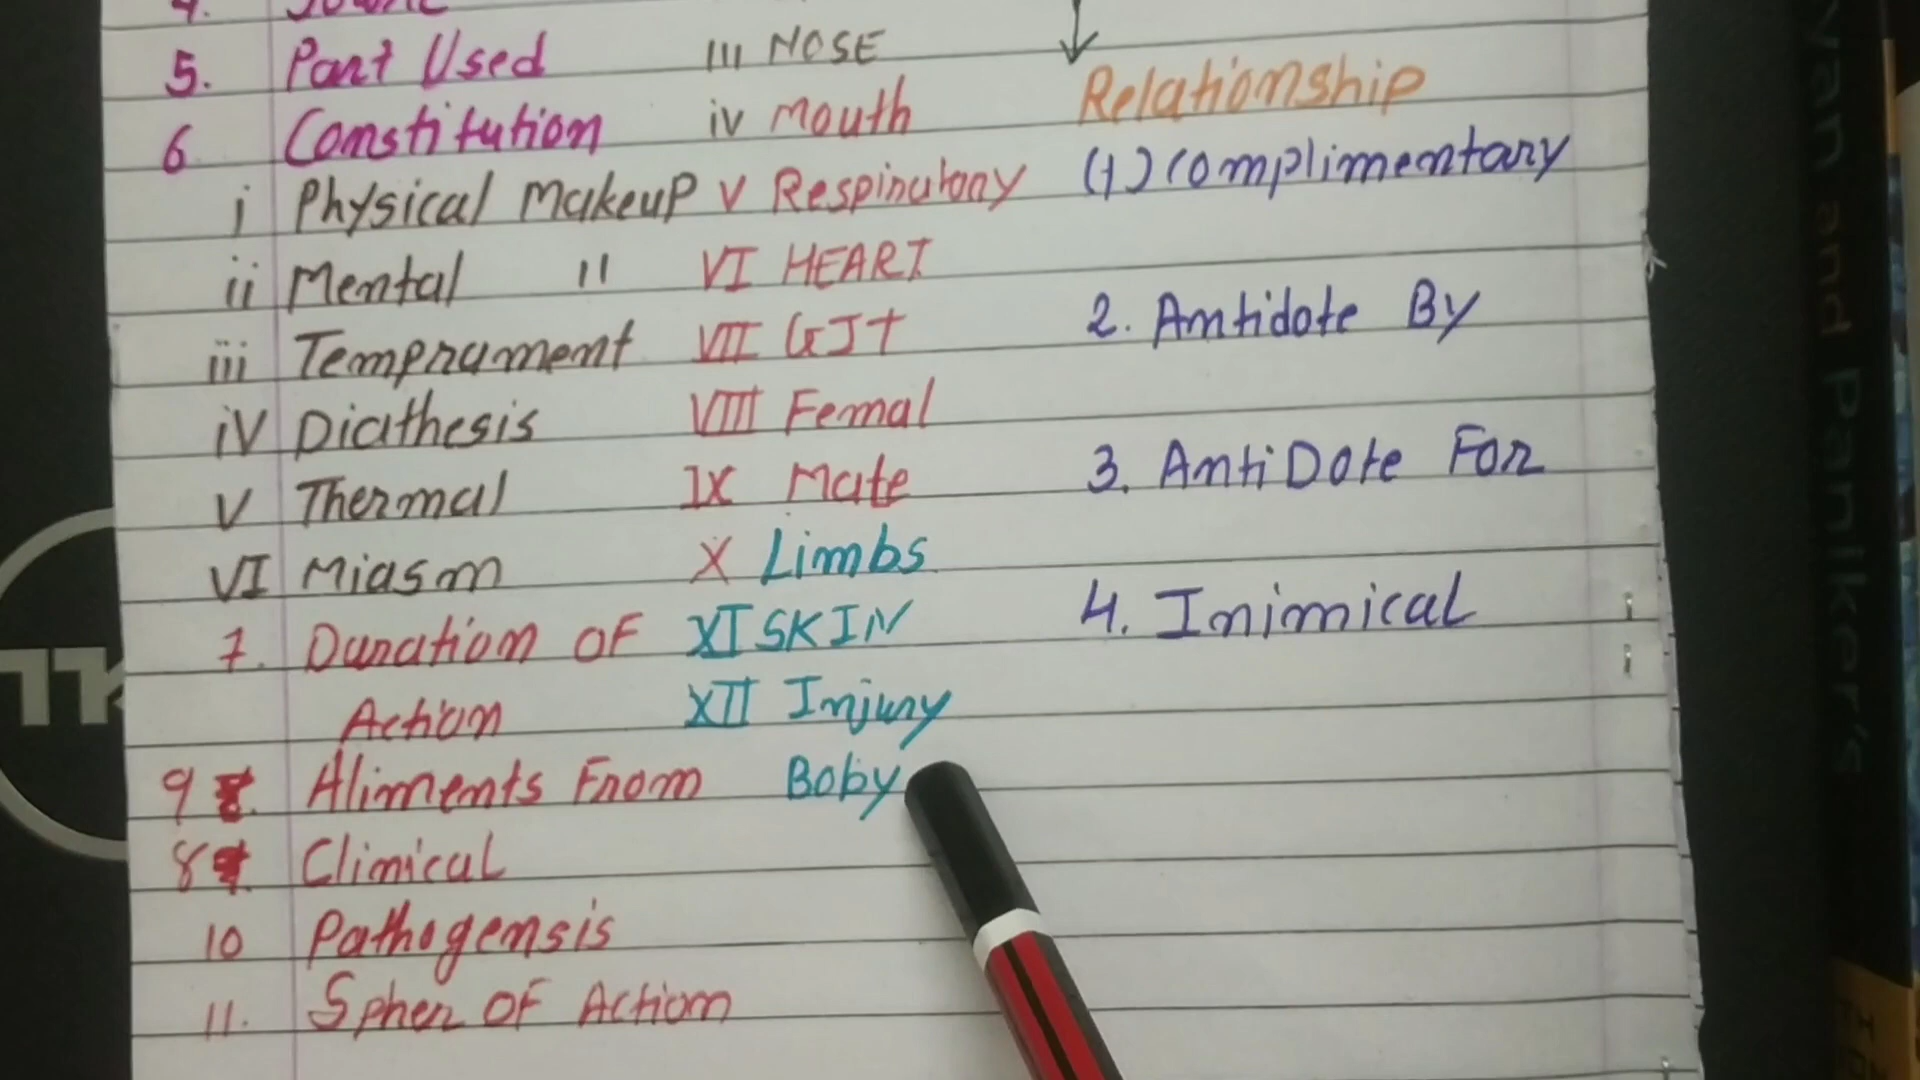 5. Part Used
6 Constitution
i Physical Makeup
ii Mental "
iii Temprament
iV Diathesis
V Thermal
VI Miasm
7. Duration OF
Action
9 Aliments From
8 Clinical
10 Pathogensis
11. Spher OF Action
III NOSE
iv Mouth
V Respiratory
VI HEART
VII GIT
VIII Femal
IX Male
X Limbs
XI SKIN
XII Injury
Boby
Relationship
(1) complimentary
2. Antidote By
3. AntiDote For
4. Inimical
van and Paniker's